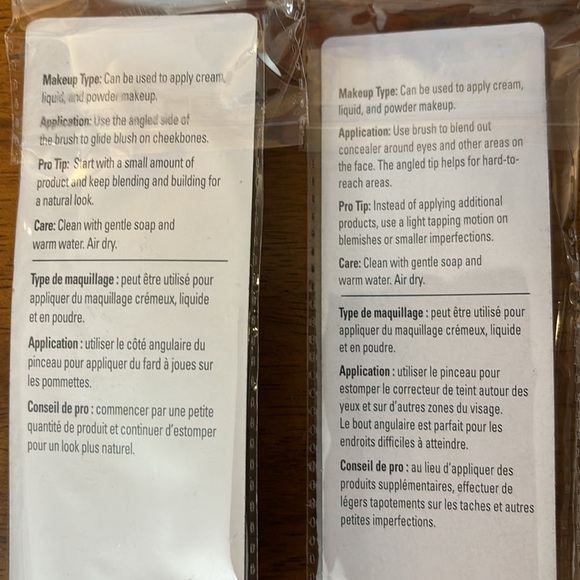 Makeup Type: Can be used to apply cream,
liquid, and powder makeup.
Application: Use the angled side of
the brush to glide blush on cheekbones.
Pro Tip: Start with a small amount of
product and keep blending and building for
a natural look.
Care: Clean with gentle soap and
warm water. Air dry.
Type de maquillage : peut être utilisé pour
appliquer du maquillage crémeux, liquide
et en poudre.
Application : utiliser le côté angulaire du
pinceau pour appliquer du fard à joues sur
les pommettes.
Conseil de pro : commencer par une petite
quantité de produit et continuer d'estomper
pour un look plus naturel.
Makeup Type: Can be used to apply cream,
liquid, and powder makeup.
Application: Use brush to blend out
concealer around eyes and other areas on
the face. The angled tip helps for hard-to-
reach areas.
Pro Tip: Instead of applying additional
products, use a light tapping motion on
blemishes or smaller imperfections.
Care: Clean with gentle soap and
warm water. Air dry.
Type de maquillage : peut être utilisé pour
appliquer du maquillage crémeux, liquide
et en poudre.
Application : utiliser le pinceau pour
estomper le correcteur de teint autour des
yeux et sur d'autres zones du visage.
Le bout angulaire est parfait pour les
endroits difficiles à atteindre.
Conseil de pro : au lieu d'appliquer des
produits supplémentaires, effectuer de
légers tapotements sur les taches et autres
petites imperfections.